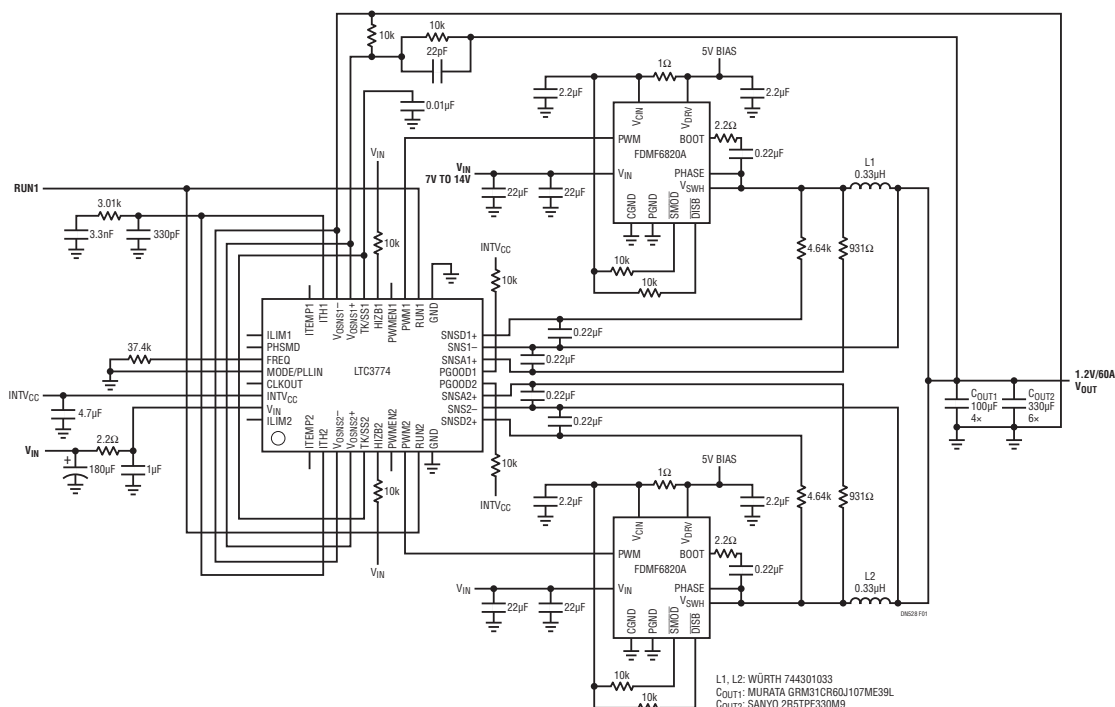 10k
10k
22pF
0.01µF
5V BIAS
1Ω
2.2µF
2.2µF
VCIN
VDRV
PWM
BOOT
FDMF6820A
VIN
PHASE
VSWH
CGND
PGND
SMOD
DISB
2.2Ω
0.22µF
VIN
7V TO 14V
22µF
22µF
L1
0.33µH
4.64k
931Ω
10k
10k
RUN1
3.01k
3.3nF
330pF
VIN
10k
INTVCC
10k
ITEMP1
ITH1
VOSNS1–
VOSNS1+
TK/SS1
HIZB1
PWMEN1
PWM1
RUN1
GND
ILIM1
PHSMD
FREQ
MODE/PLLIN
CLKOUT
INTVCC
VIN
ILIM2
LTC3774
SNSD1+
SNS1–
SNSA1+
PGOOD1
PGOOD2
SNSA2+
SNS2–
SNSD2+
ITEMP2
ITH2
VOSNS2–
VOSNS2+
TK/SS2
HIZB2
PWMEN2
PWM2
RUN2
GND
0.22µF
0.22µF
0.22µF
0.22µF
37.4k
INTVCC
4.7µF
2.2Ω
VIN
+
180µF
1µF
10k
VIN
10k
INTVCC
1.2V/60A
VOUT
COUT1
100µF
4×
COUT2
330µF
6×
5V BIAS
1Ω
2.2µF
2.2µF
VCIN
VDRV
PWM
BOOT
FDMF6820A
VIN
PHASE
VSWH
CGND
PGND
SMOD
DISB
2.2Ω
0.22µF
VIN
22µF
22µF
4.64k
931Ω
L2
0.33µH
DN528 F01
10k
10k
L1, L2: WÜRTH 744301033
COUT1: MURATA GRM31CR60J107ME39L
COUT2: SANYO 2R5TPE330M9